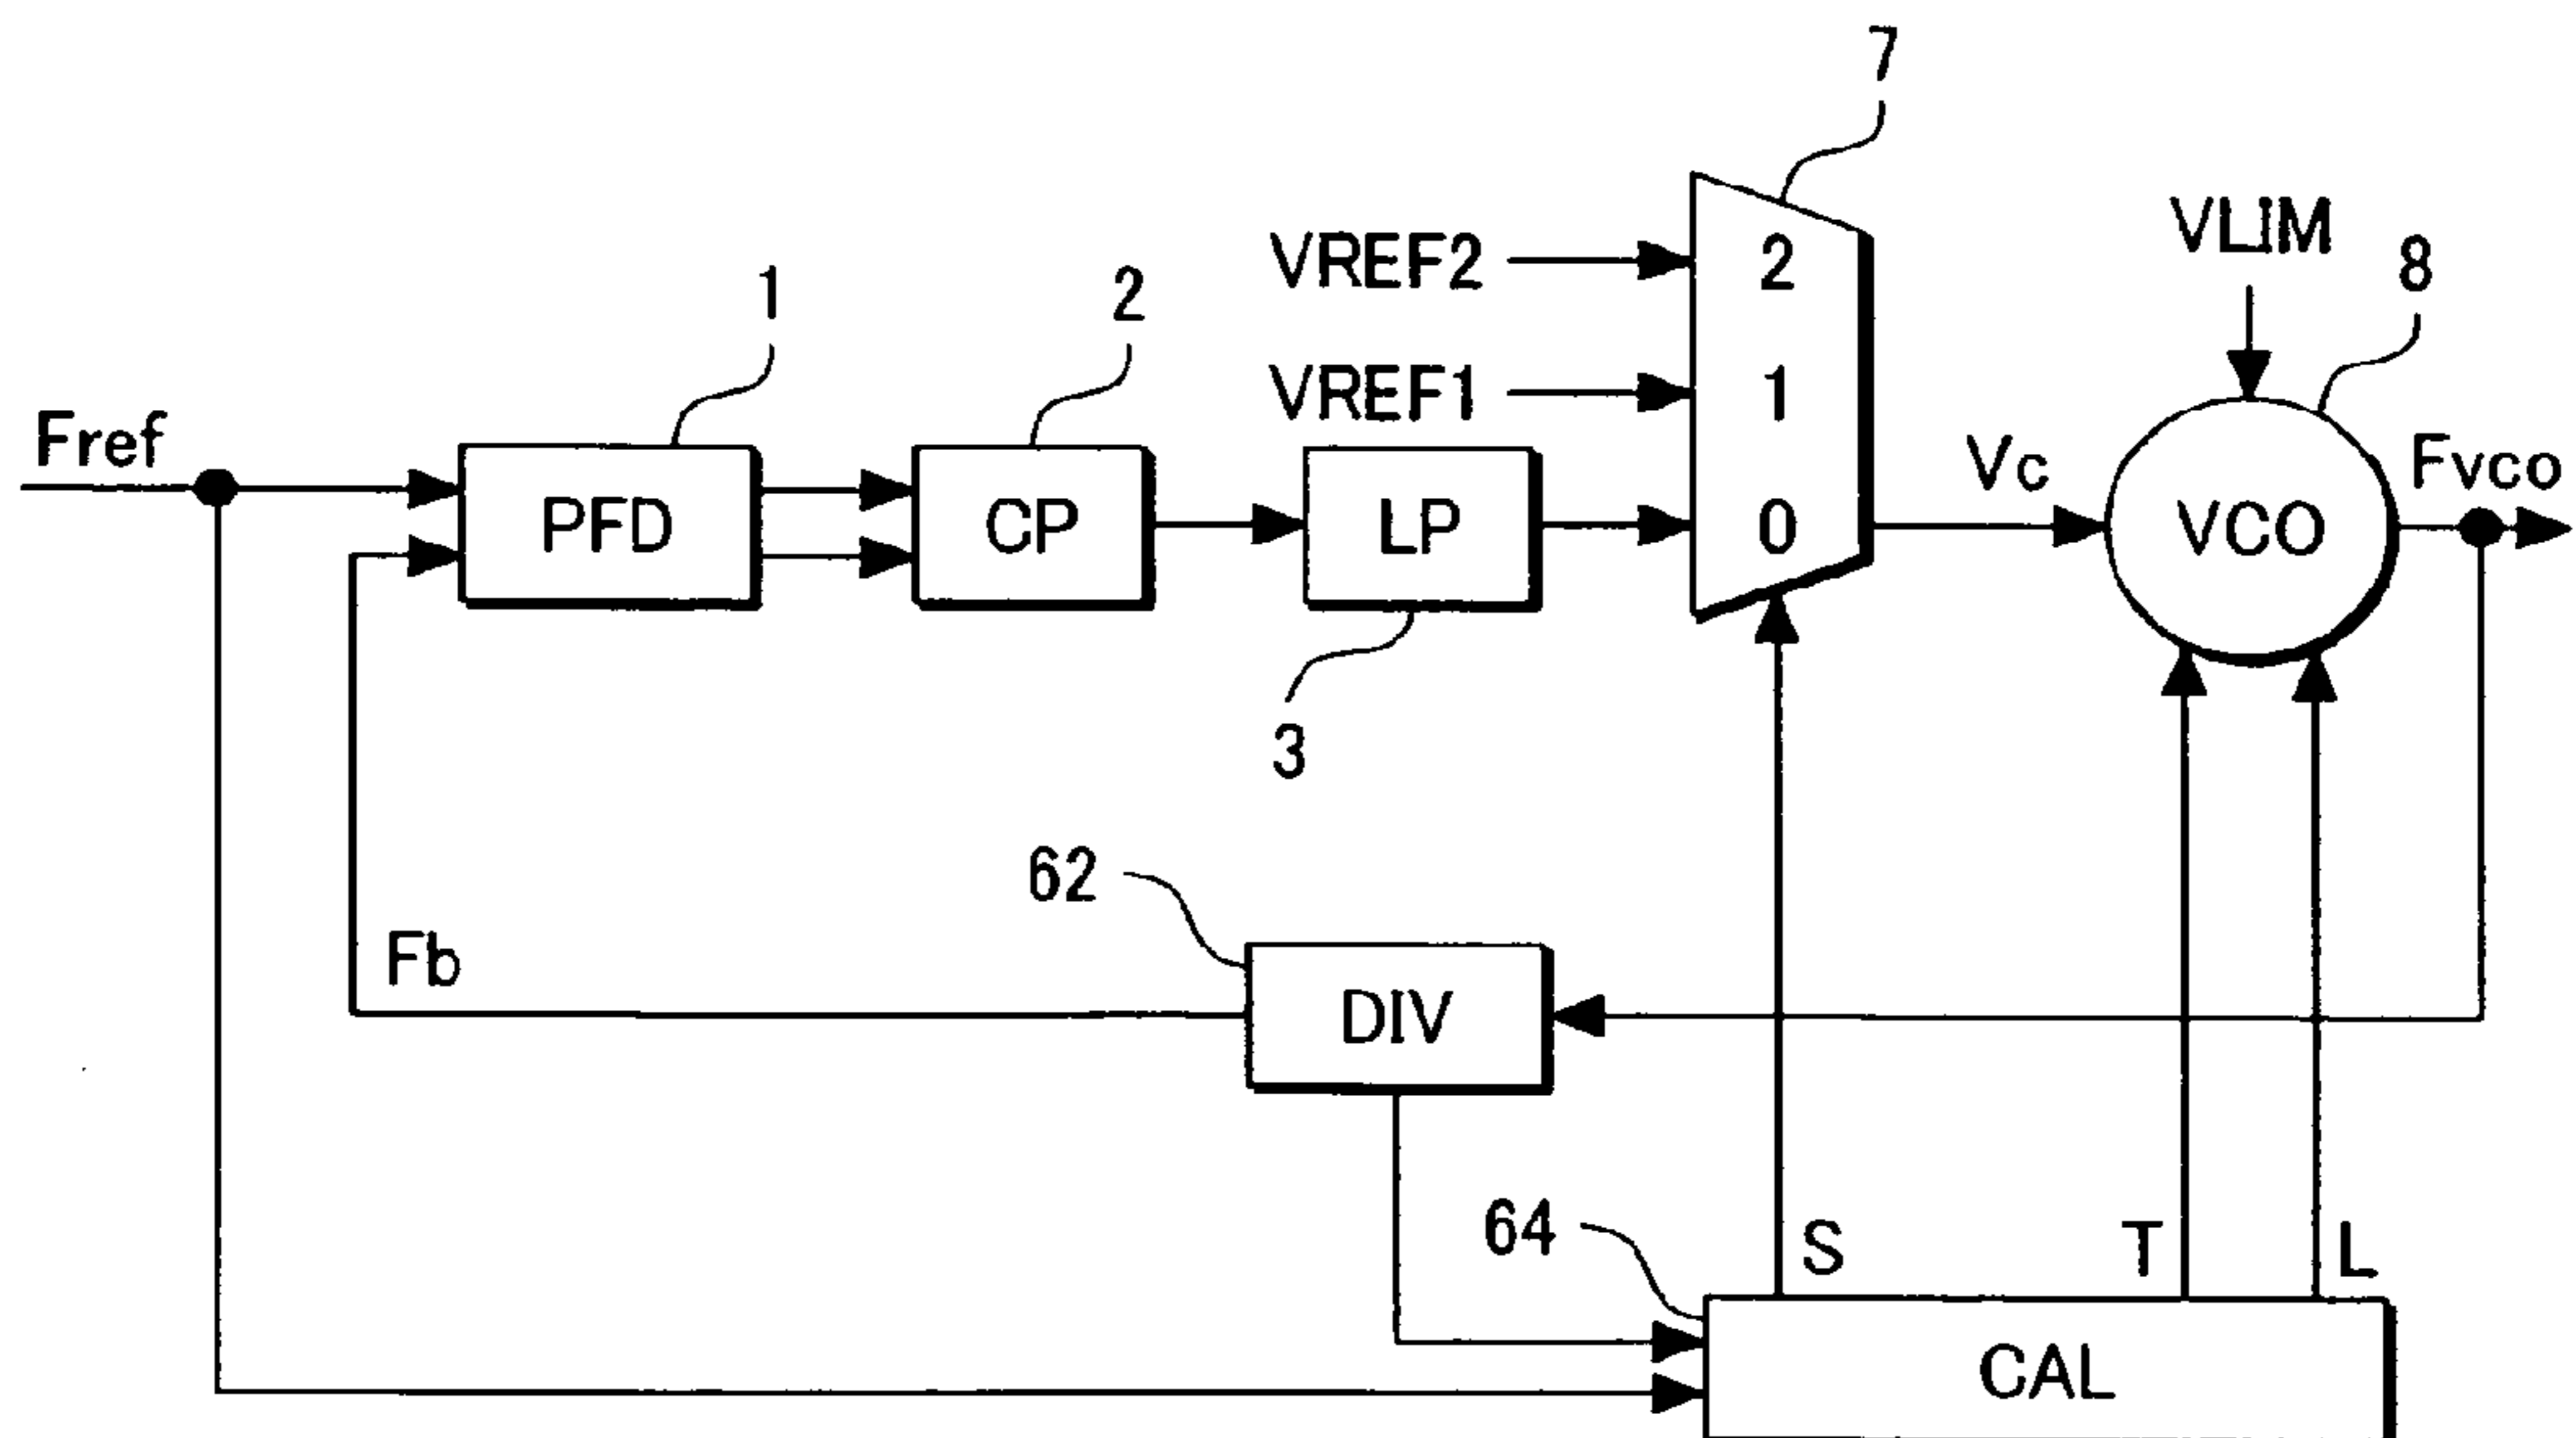 7
VREF2
2
VLIM
8
1
2
VREF1
1
Fref
PFD
CP
LP
0
Vc
VCO
Fvco
3
62
Fb
DIV
64
S
T
L
CAL